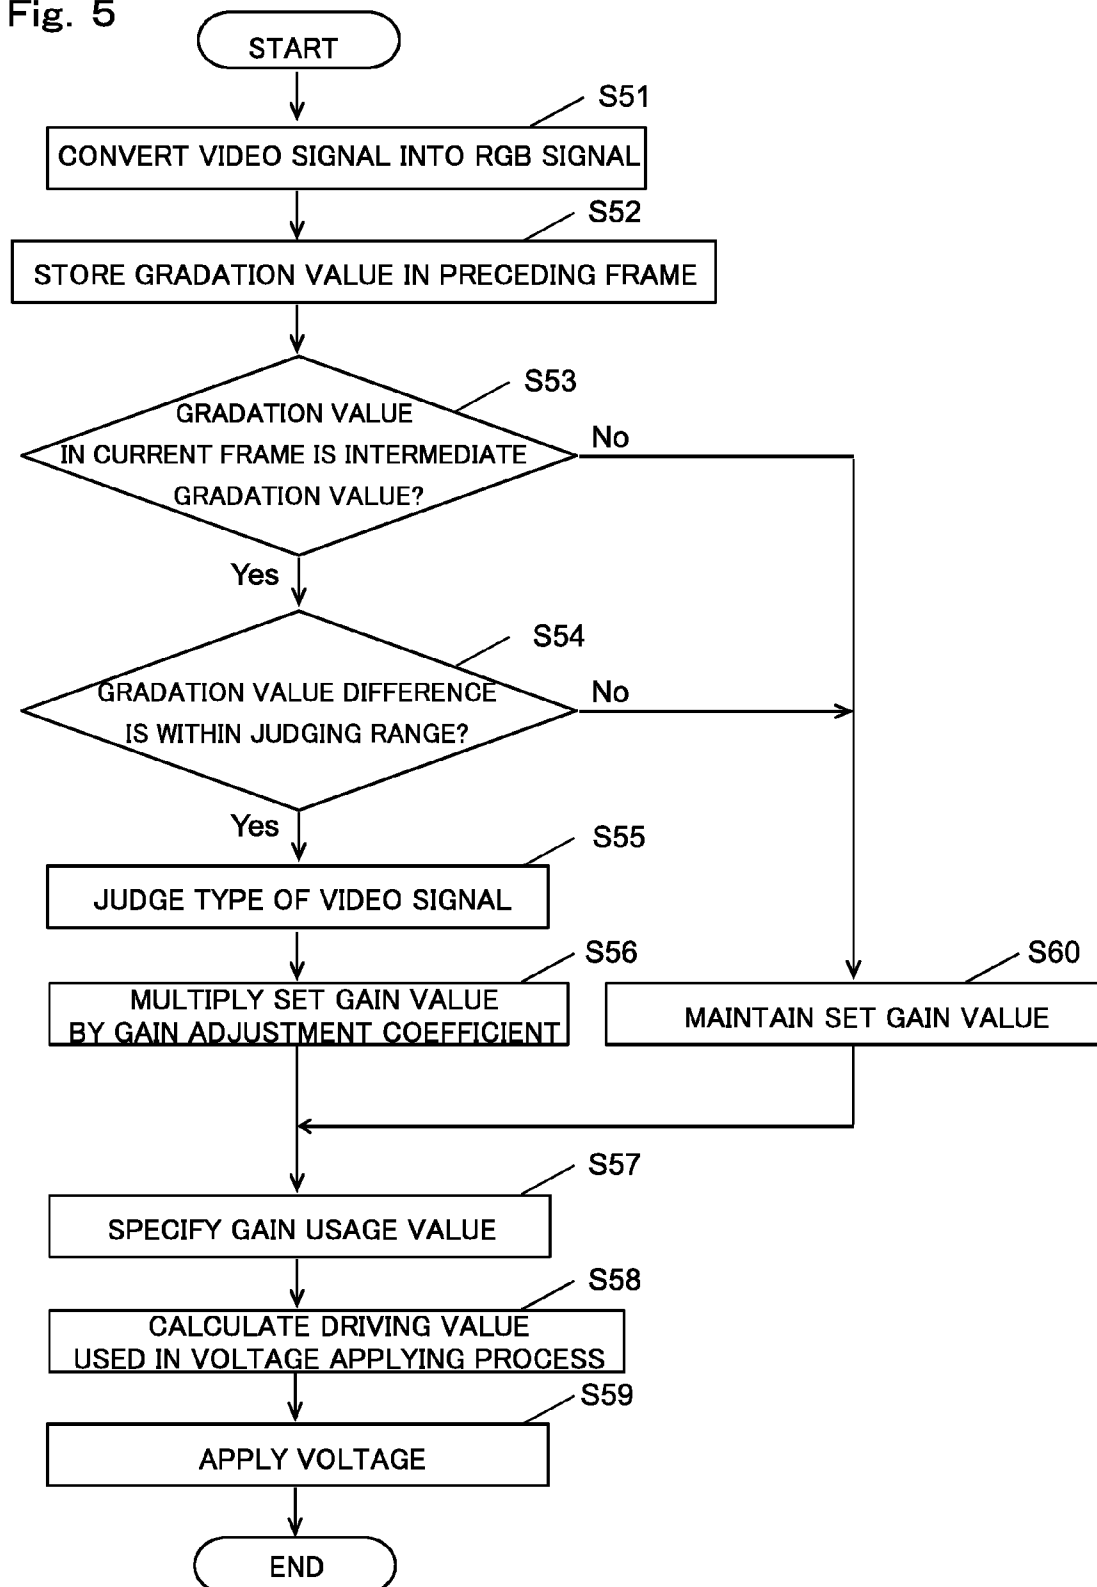 Fig. 5
START
S51
CONVERT VIDEO SIGNAL INTO RGB SIGNAL
S52
STORE GRADATION VALUE IN PRECEDING FRAME
S53
GRADATION VALUE
IN CURRENT FRAME IS INTERMEDIATE
GRADATION VALUE?
No
Yes
S54
GRADATION VALUE DIFFERENCE
IS WITHIN JUDGING RANGE?
No
Yes
S55
JUDGE TYPE OF VIDEO SIGNAL
S56
MULTIPLY SET GAIN VALUE
BY GAIN ADJUSTMENT COEFFICIENT
S60
MAINTAIN SET GAIN VALUE
S57
SPECIFY GAIN USAGE VALUE
S58
CALCULATE DRIVING VALUE
USED IN VOLTAGE APPLYING PROCESS
S59
APPLY VOLTAGE
END